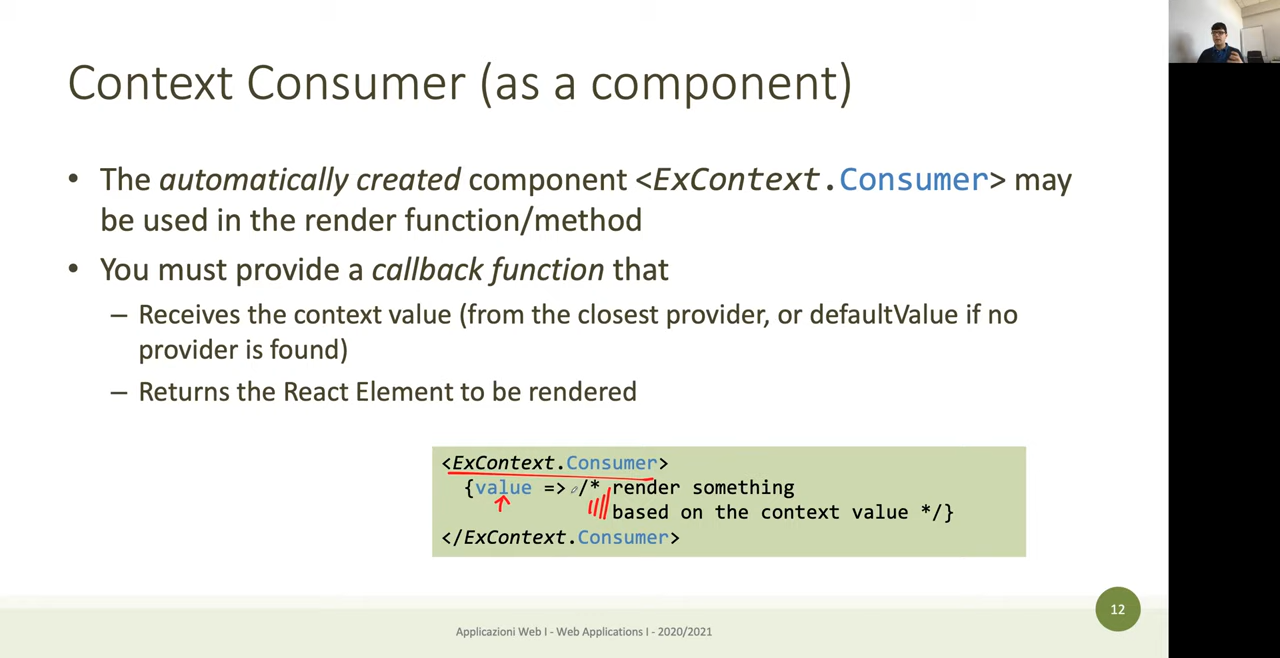 Context Consumer (as a component)
• The automatically created component <ExContext.Consumer> may
be used in the render function/method
• You must provide a callback function that
– Receives the context value (from the closest provider, or defaultValue if no
provider is found)
– Returns the React Element to be rendered
<ExContext.Consumer>
{value => /* render something
based on the context value */}
</ExContext.Consumer>
12
Applicazioni Web I - Web Applications I - 2020/2021